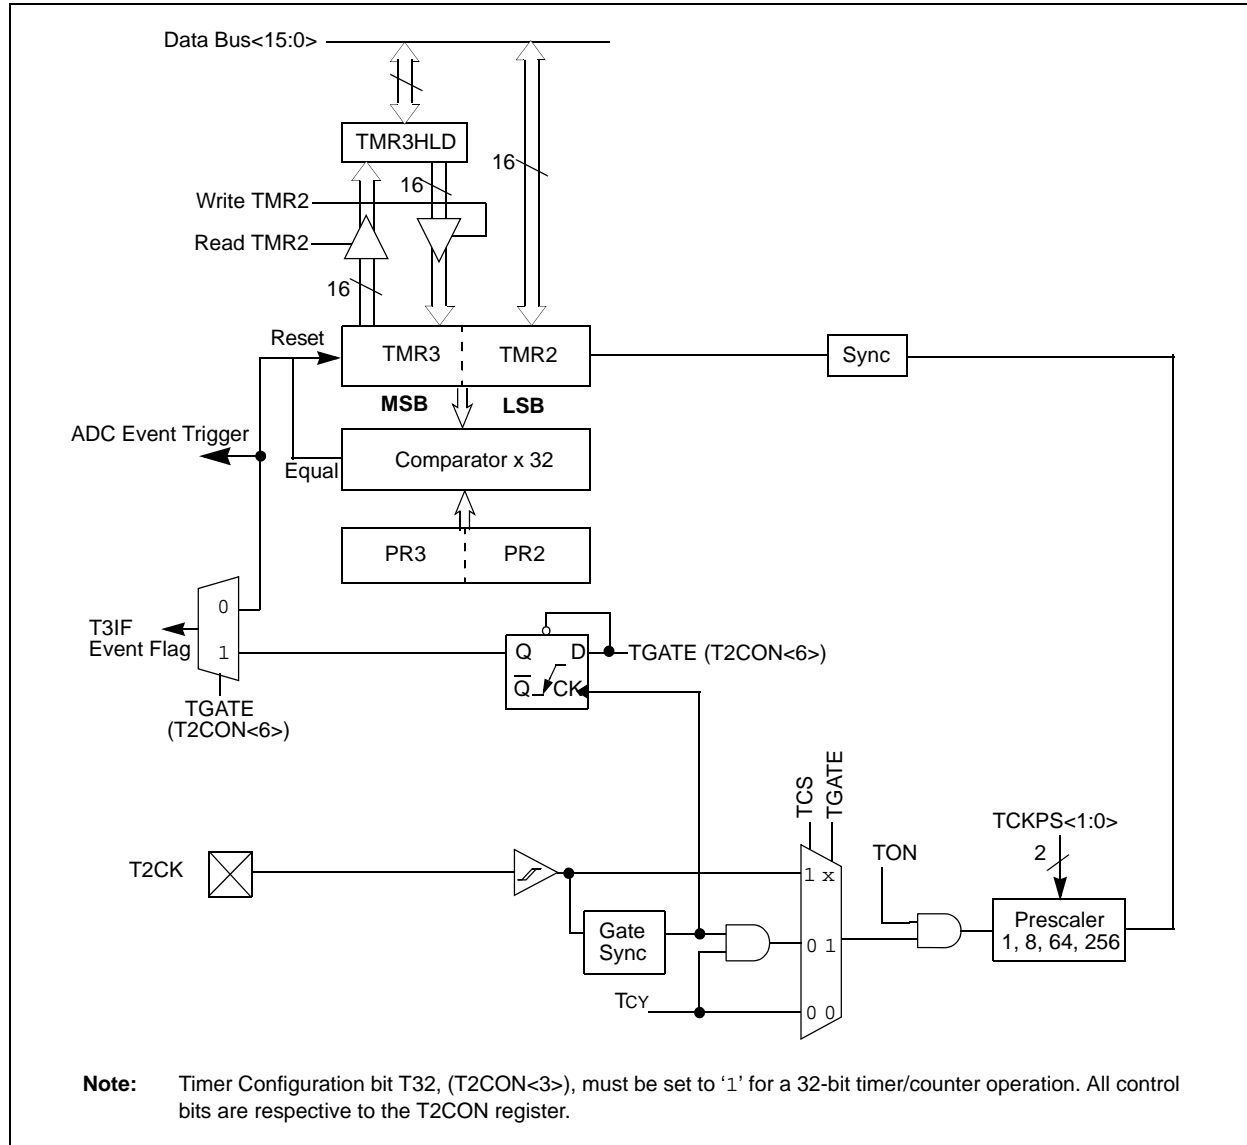 Data Bus<15:0>
TMR3HLD
16
16
Write TMR2
Read TMR2
16
Reset
TMR3
TMR2
Sync
MSB
LSB
ADC Event Trigger
Equal
Comparator x 32
PR3
PR2
0
1
T3IF
Event Flag
TGATE
(T2CON<6>)
Q
D
Q
CK
TGATE (T2CON<6>)
TCS
TGATE
T2CK
1 x
0 1
0 0
Gate
Sync
TCY
TON
TCKPS<1:0>
2
Prescaler
1, 8, 64, 256
Note: Timer Configuration bit T32, (T2CON<3>), must be set to ‘1’ for a 32-bit timer/counter operation. All control
bits are respective to the T2CON register.